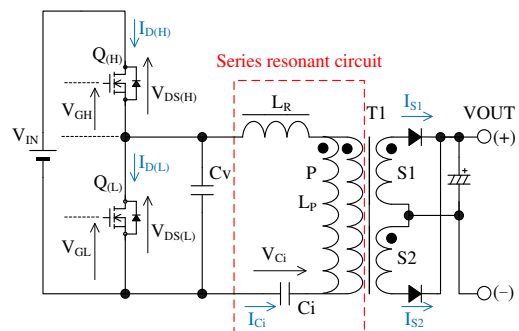 I_D(H)
Q_(H)
Series resonant circuit
V_GH
V_DS(H)
L_R
T1
I_S1
VOUT
(+)
V_IN
I_D(L)
Q_(L)
Cv
P
S1
L_P
V_GL
V_DS(L)
V_Ci
S2
I_Ci
Ci
(−)
I_S2
+